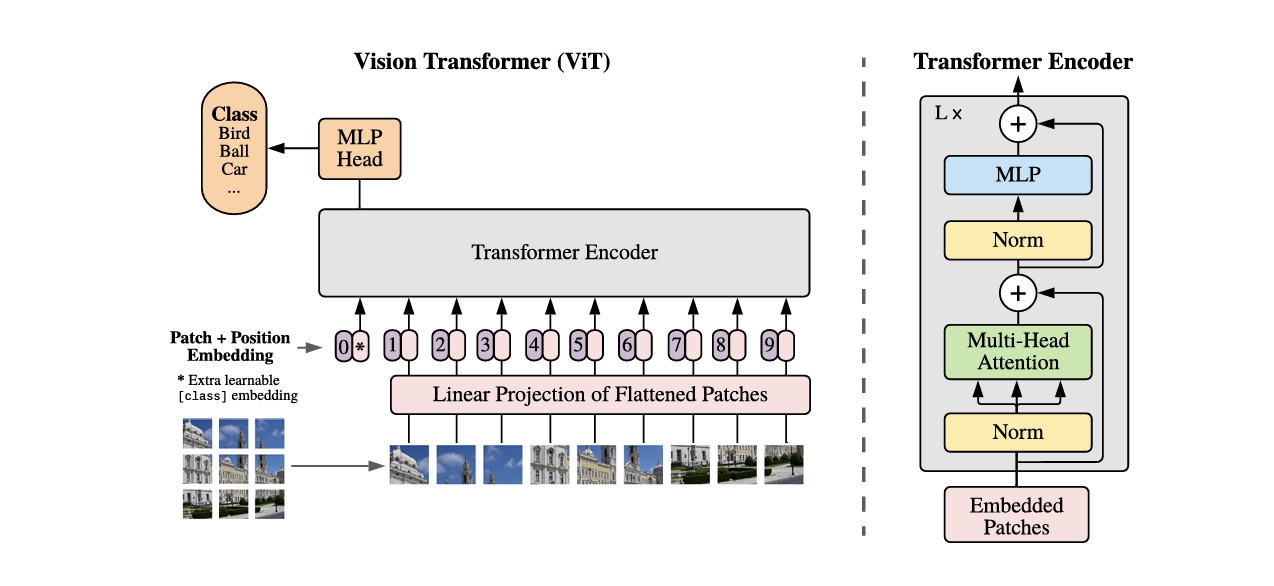 Vision Transformer (ViT)
Class
Bird
Ball
Car
...
MLP
Head
Transformer Encoder
Patch + Position
Embedding
0 * 1 2 3 4 5 6 7 8 9
* Extra learnable
[class] embedding
Linear Projection of Flattened Patches
Transformer Encoder
L ×
+
MLP
Norm
+
Multi-Head
Attention
Norm
Embedded
Patches